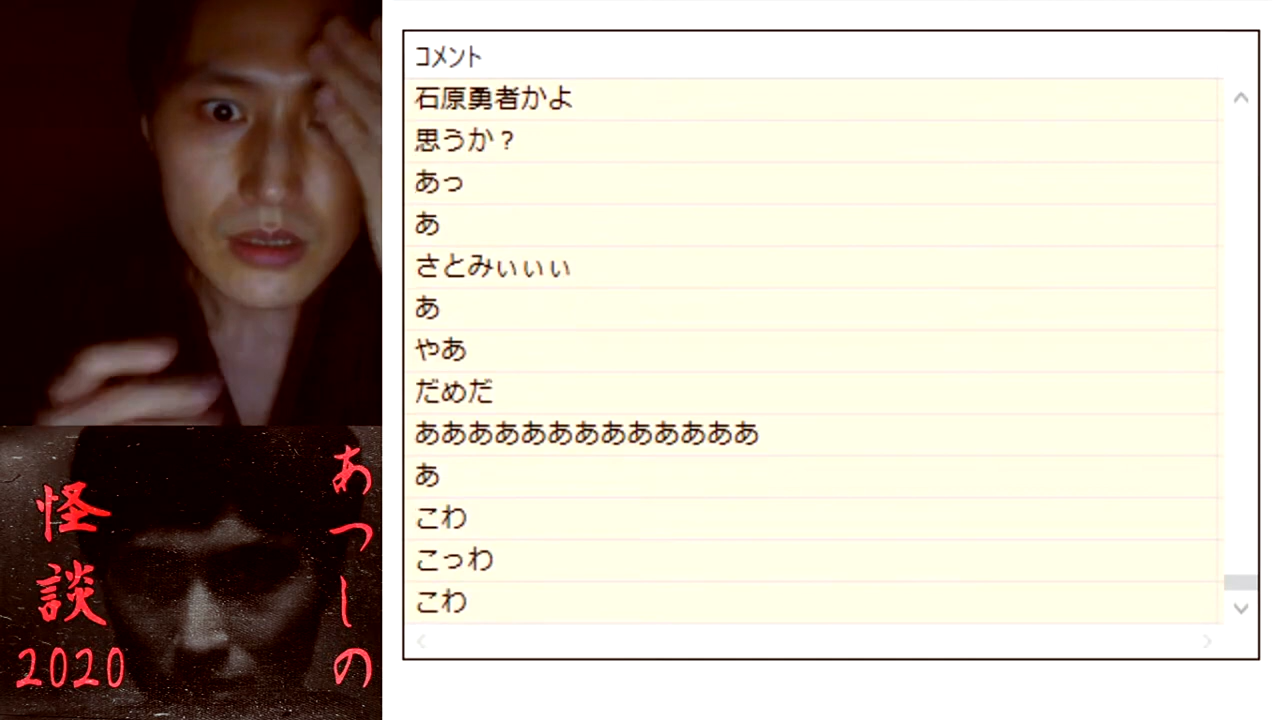 コメント
石原勇者かよ
思うか？
あっ
あ
さとみぃぃぃ
あ
やあ
だめだ
あああああああああああああ
あ
こわ
こっわ
こわ
あつしの
怪談
2020